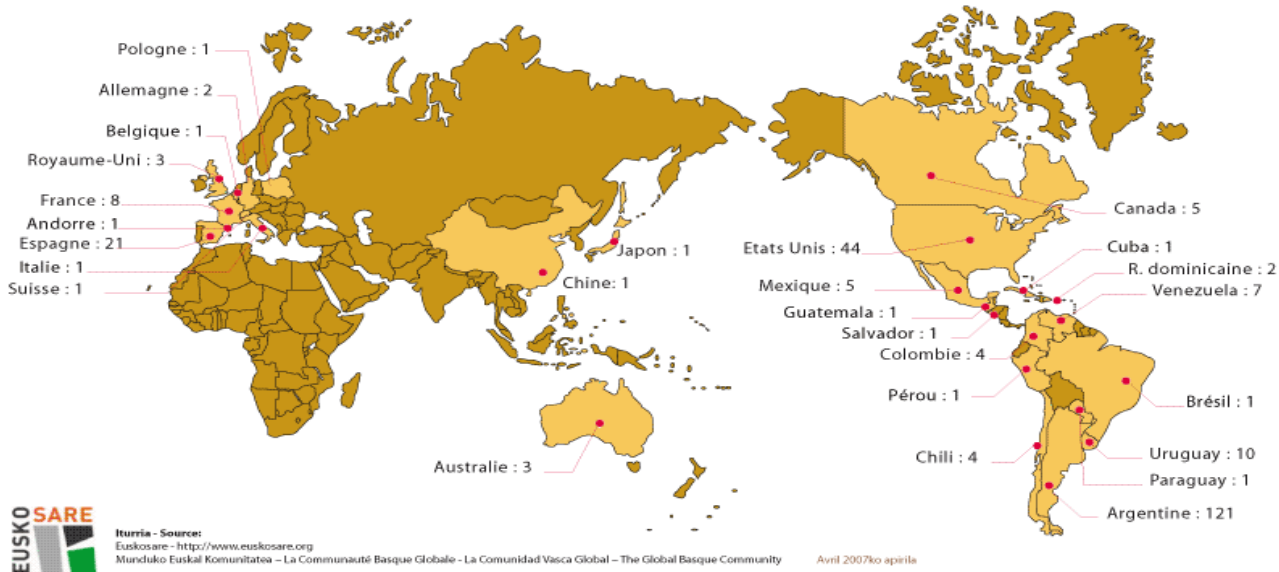 Pologne : 1
Allemagne : 2
Belgique : 1
Royaume-Uni : 3
France : 8
Andorre : 1
Espagne : 21
Italie : 1
Suisse : 1
Japon : 1
Chine: 1
Australie : 3
Canada : 5
Etats Unis : 44
Cuba : 1
R. dominicaine : 2
Mexique : 5
Venezuela : 7
Guatemala : 1
Salvador : 1
Colombie : 4
Pérou : 1
Brésil : 1
Chili : 4
Uruguay : 10
Paraguay : 1
Argentine : 121
EUSKO SARE
Iturria - Source:
Euskosare - http://www.euskosare.org
Munduko Euskal Komunitatea – La Communauté Basque Globale - La Comunidad Vasca Global – The Global Basque Community
Avril 2007ko apirila